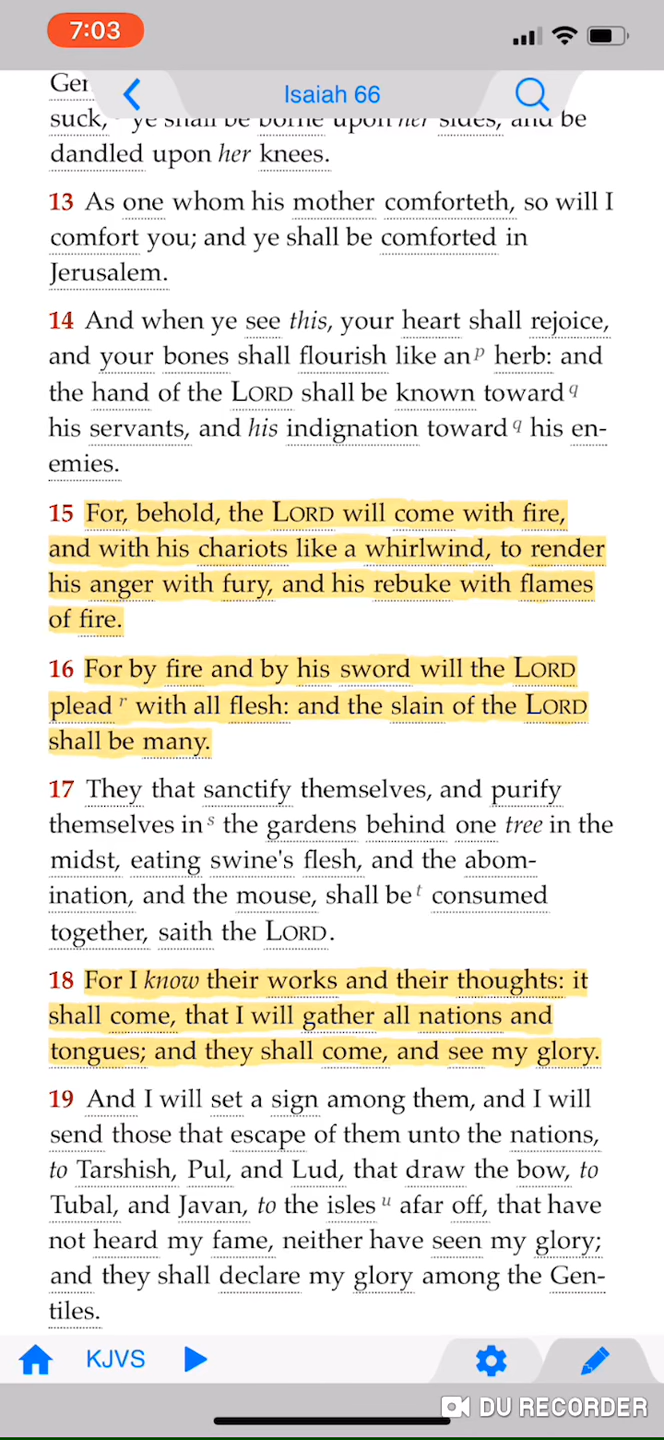 7:03
Isaiah 66
Ger
suck, ye shall be borne upon her sides, and be
dandled upon her knees.
13 As one whom his mother comforteth, so will I
comfort you; and ye shall be comforted in
Jerusalem.
14 And when ye see this, your heart shall rejoice,
and your bones shall flourish like an p herb: and
the hand of the LORD shall be known toward q
his servants, and his indignation toward q his en-
emies.
15 For, behold, the LORD will come with fire,
and with his chariots like a whirlwind, to render
his anger with fury, and his rebuke with flames
of fire.
16 For by fire and by his sword will the LORD
plead r with all flesh: and the slain of the LORD
shall be many.
17 They that sanctify themselves, and purify
themselves in s the gardens behind one tree in the
midst, eating swine's flesh, and the abom-
ination, and the mouse, shall be t consumed
together, saith the LORD.
18 For I know their works and their thoughts: it
shall come, that I will gather all nations and
tongues; and they shall come, and see my glory.
19 And I will set a sign among them, and I will
send those that escape of them unto the nations,
to Tarshish, Pul, and Lud, that draw the bow, to
Tubal, and Javan, to the isles u afar off, that have
not heard my fame, neither have seen my glory;
and they shall declare my glory among the Gen-
tiles.
KJVS
DU RECORDER